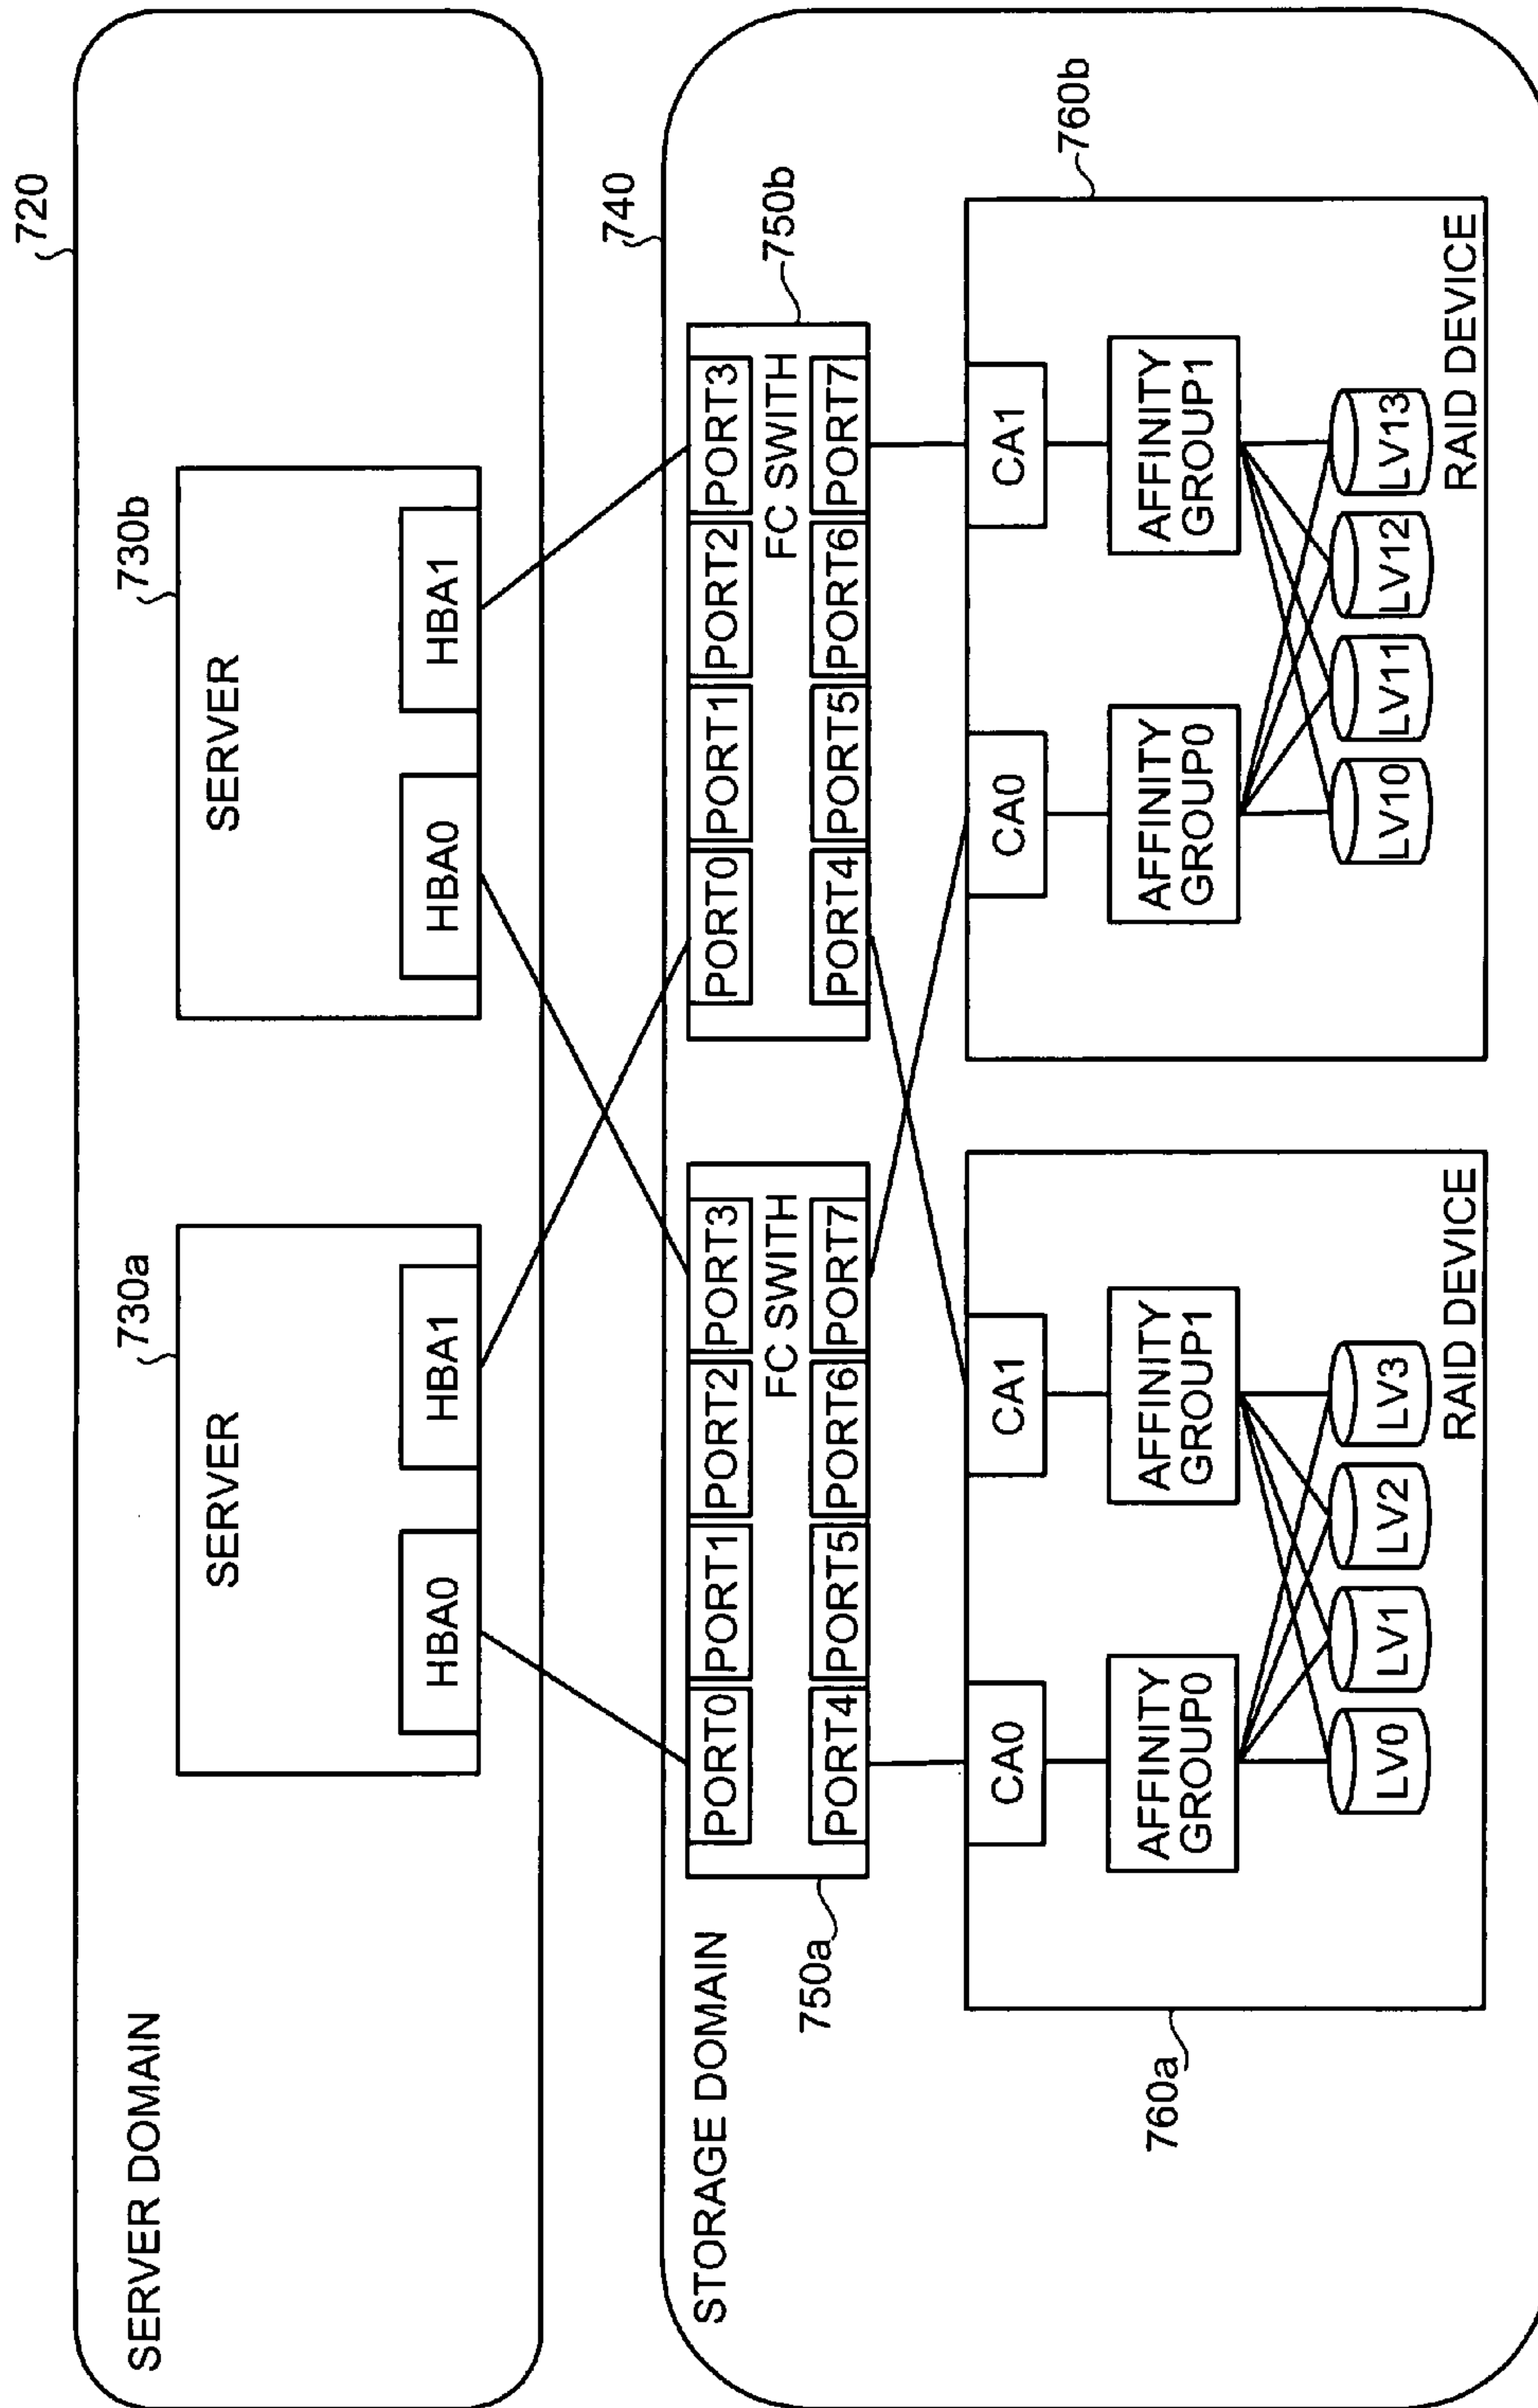 720
SERVER DOMAIN
730a
730b
SERVER
SERVER
HBA0
HBA1
HBA0
HBA1
740
STORAGE DOMAIN
PORT0
PORT1
PORT2
PORT3
FC SWITH
PORT4
PORT5
PORT6
PORT7
750a
PORT0
PORT1
PORT2
PORT3
FC SWITH
PORT4
PORT5
PORT6
PORT7
750b
760a
CA0
CA1
AFFINITY
GROUP0
AFFINITY
GROUP1
LV0
LV1
LV2
LV3
RAID DEVICE
760b
CA0
CA1
AFFINITY
GROUP0
AFFINITY
GROUP1
LV10
LV11
LV12
LV13
RAID DEVICE